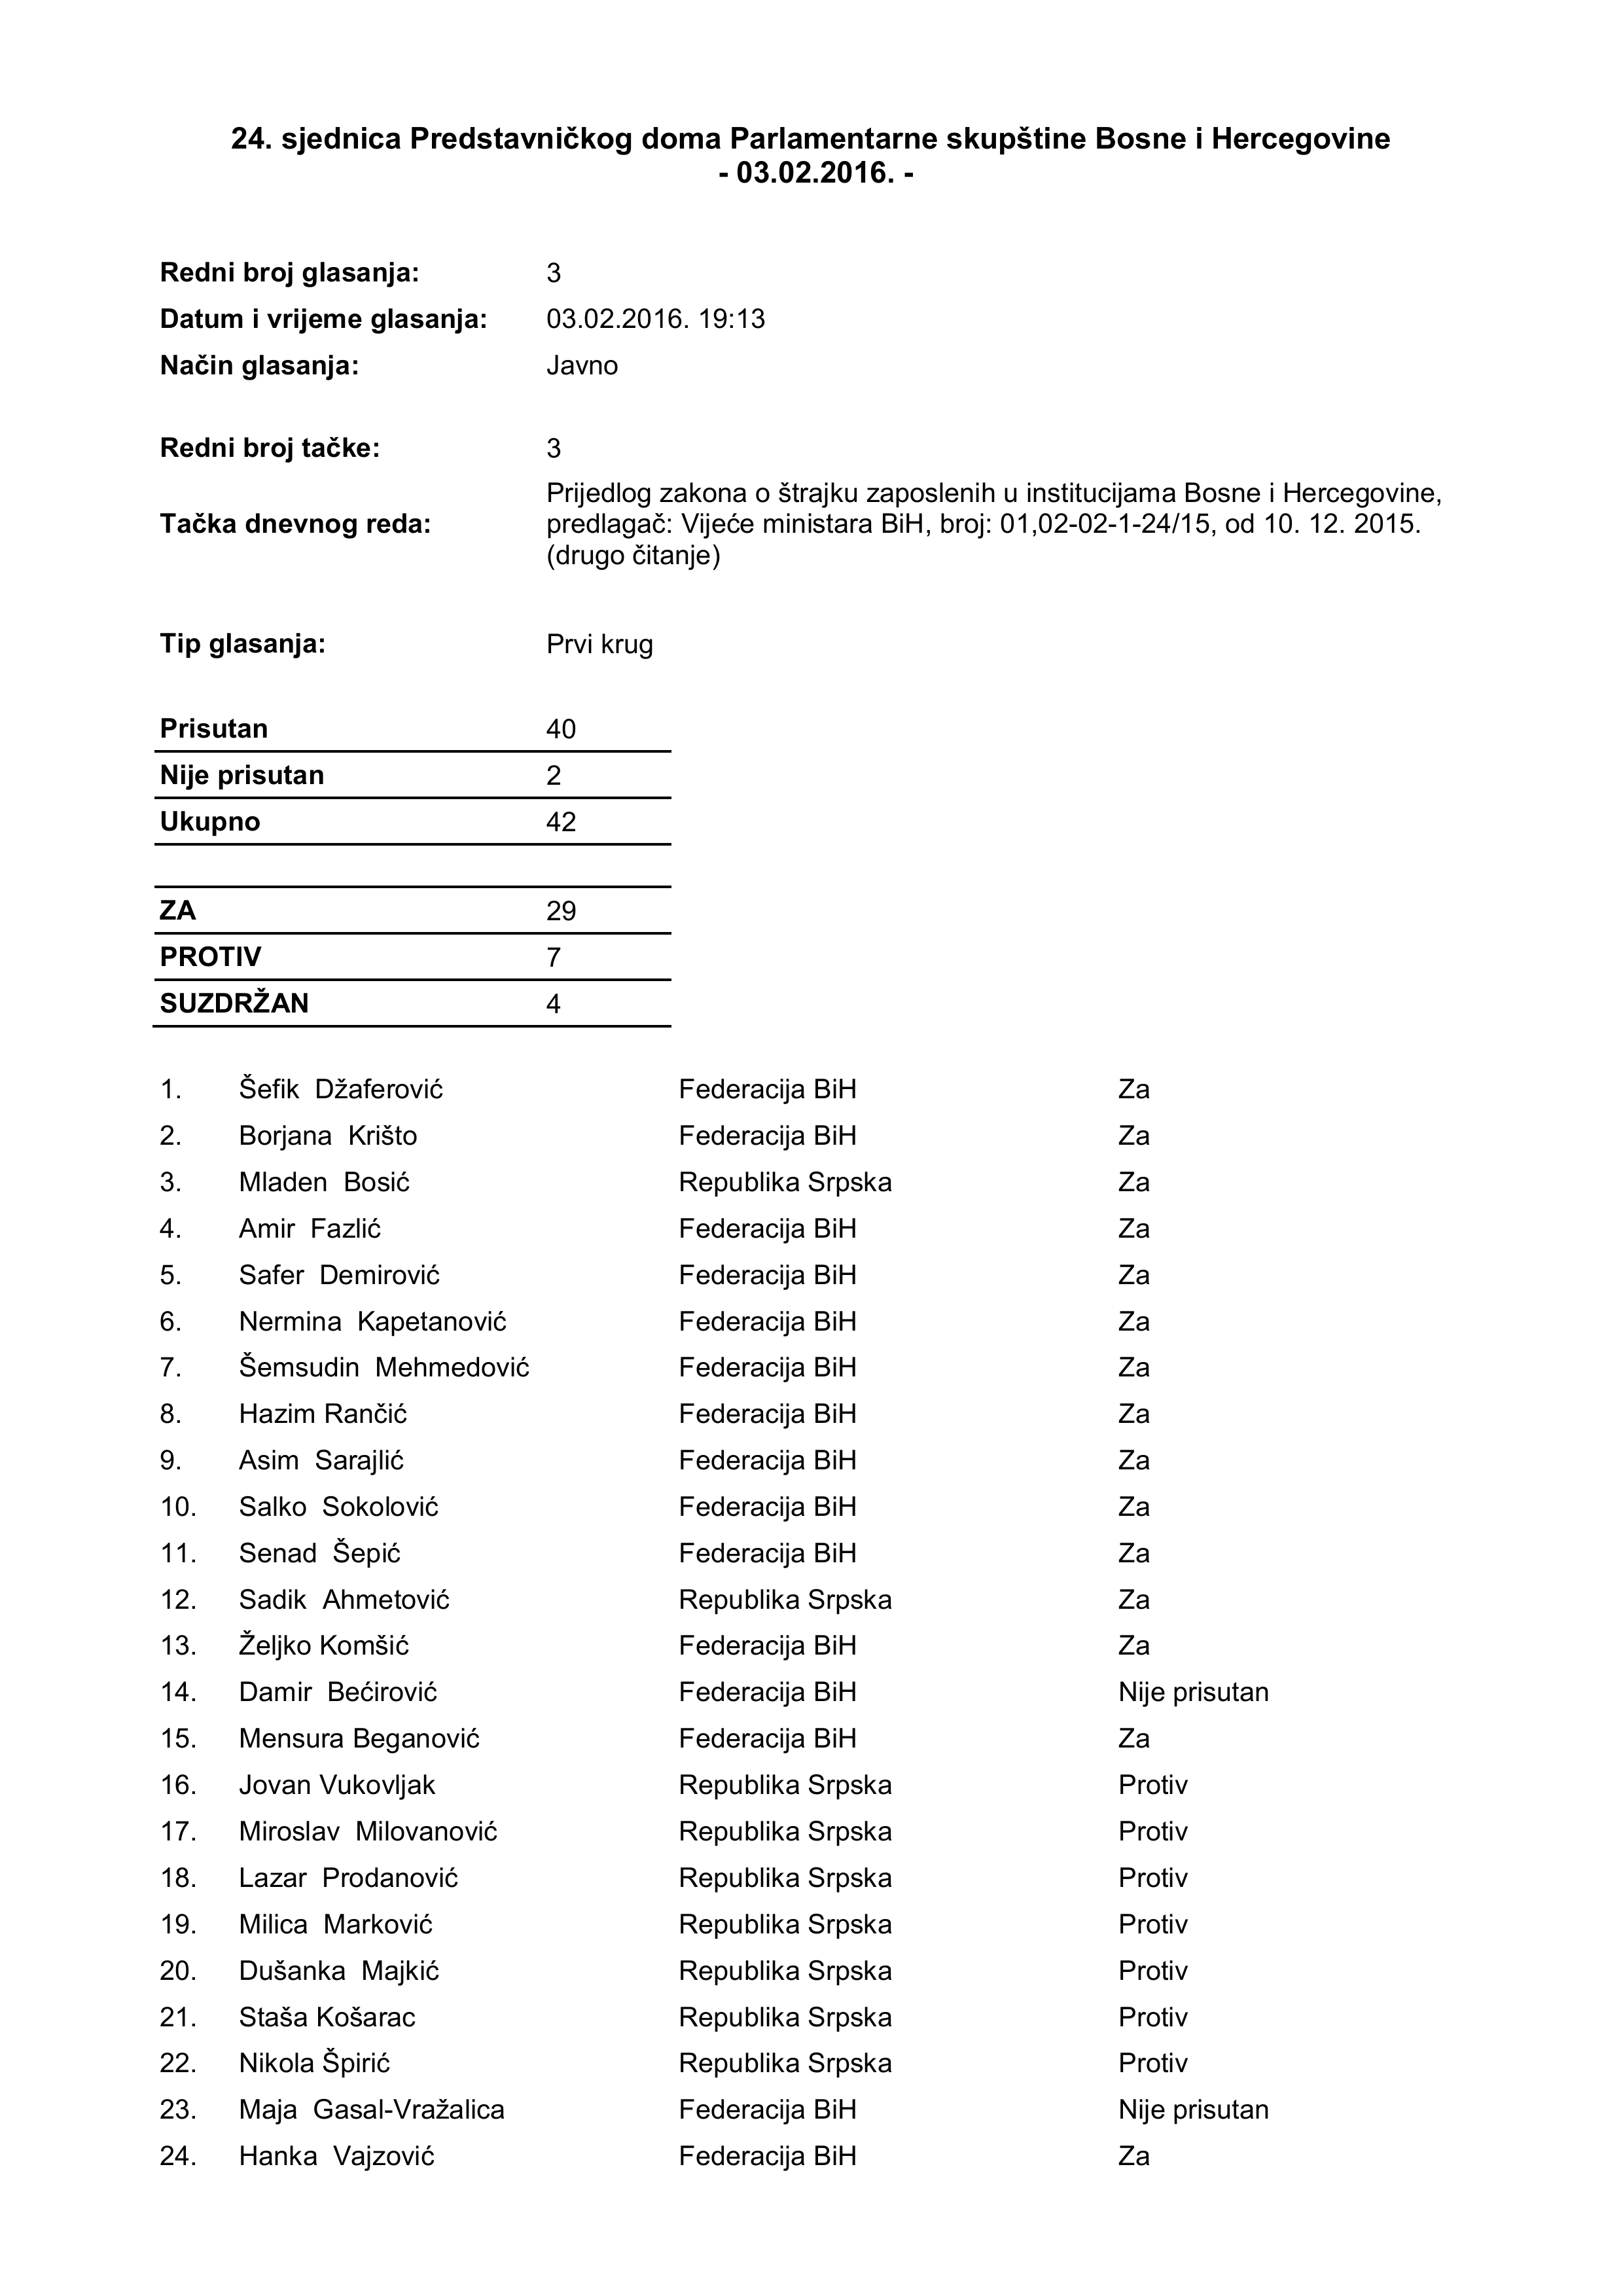 24. sjednica Predstavničkog doma Parlamentarne skupštine Bosne i Hercegovine
- 03.02.2016. -
Redni broj glasanja: 3
Datum i vrijeme glasanja: 03.02.2016. 19:13
Način glasanja: Javno
Redni broj tačke: 3
Tačka dnevnog reda: Prijedlog zakona o štrajku zaposlenih u institucijama Bosne i Hercegovine,
predlagač: Vijeće ministara BiH, broj: 01,02-02-1-24/15, od 10. 12. 2015.
(drugo čitanje)
Tip glasanja: Prvi krug
Prisutan 40
Nije prisutan 2
Ukupno 42
ZA 29
PROTIV 7
SUZDRŽAN 4
1. Šefik Džaferović Federacija BiH Za
2. Borjana Krišto Federacija BiH Za
3. Mladen Bosić Republika Srpska Za
4. Amir Fazlić Federacija BiH Za
5. Safer Demirović Federacija BiH Za
6. Nermina Kapetanović Federacija BiH Za
7. Šemsudin Mehmedović Federacija BiH Za
8. Hazim Rančić Federacija BiH Za
9. Asim Sarajlić Federacija BiH Za
10. Salko Sokolović Federacija BiH Za
11. Senad Šepić Federacija BiH Za
12. Sadik Ahmetović Republika Srpska Za
13. Željko Komšić Federacija BiH Za
14. Damir Bećirović Federacija BiH Nije prisutan
15. Mensura Beganović Federacija BiH Za
16. Jovan Vukovljak Republika Srpska Protiv
17. Miroslav Milovanović Republika Srpska Protiv
18. Lazar Prodanović Republika Srpska Protiv
19. Milica Marković Republika Srpska Protiv
20. Dušanka Majkić Republika Srpska Protiv
21. Staša Košarac Republika Srpska Protiv
22. Nikola Špirić Republika Srpska Protiv
23. Maja Gasal-Vražalica Federacija BiH Nije prisutan
24. Hanka Vajzović Federacija BiH Za